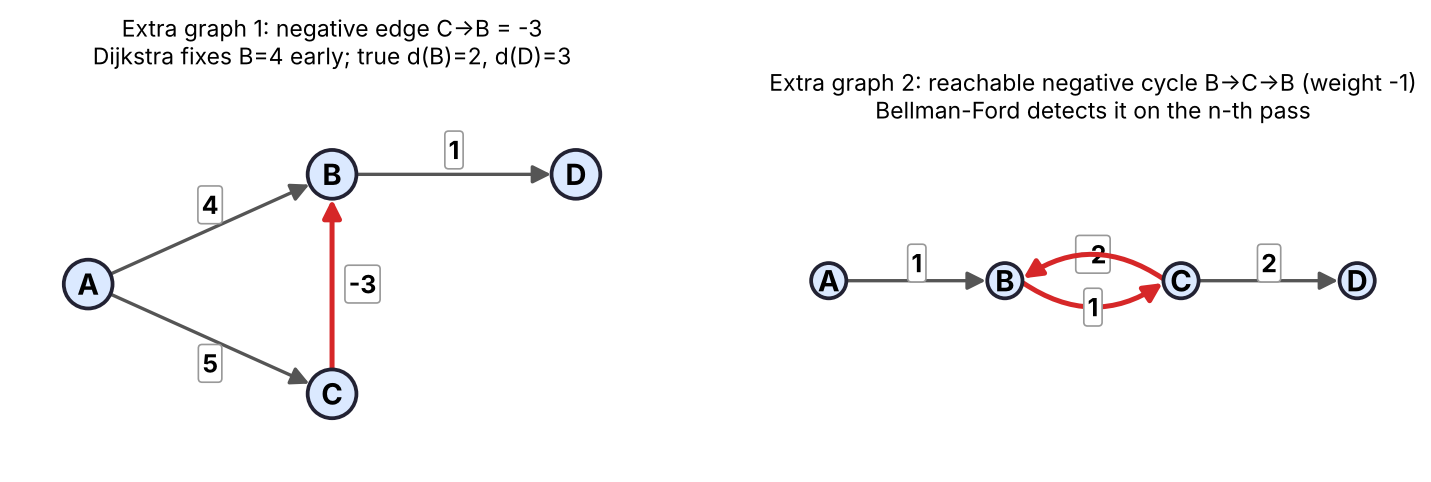 Extra graph 1: negative edge C→B = -3
Dijkstra fixes B=4 early; true d(B)=2, d(D)=3
B
1
D
4
A
-3
5
C
Extra graph 2: reachable negative cycle B→C→B (weight -1)
Bellman-Ford detects it on the n-th pass
A
1
B
-2
1
C
2
D